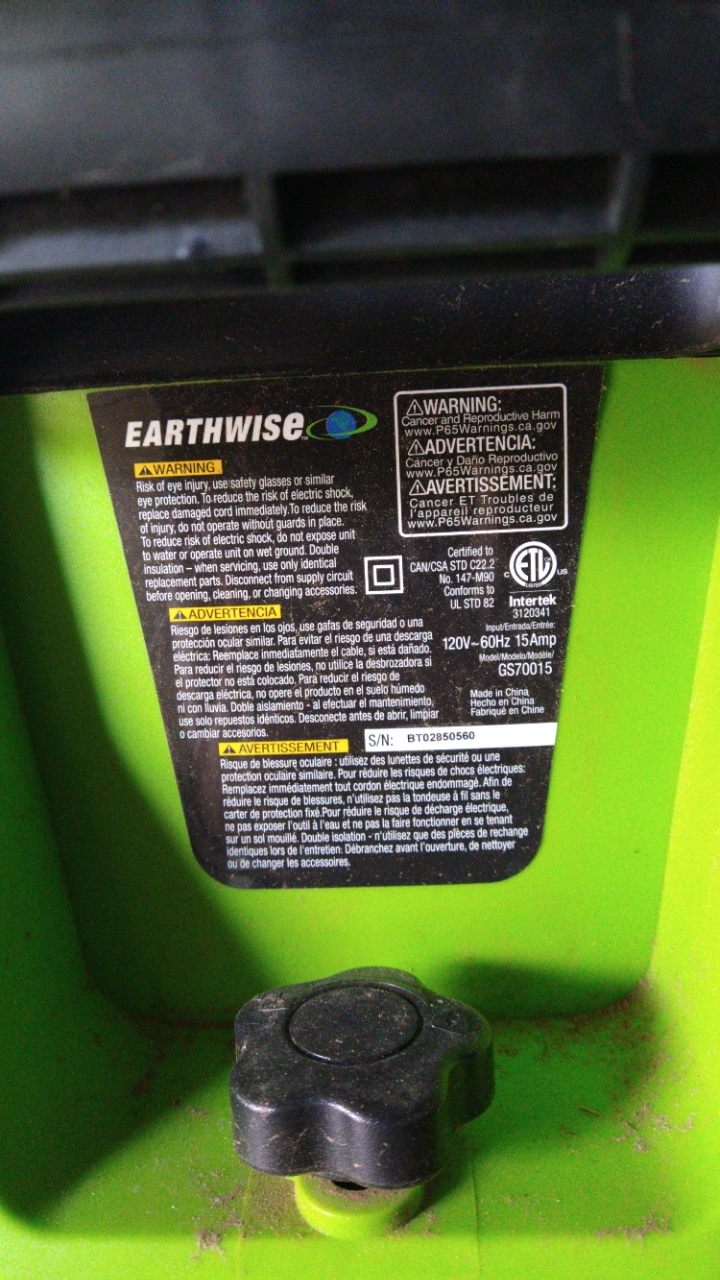 EARTHWISE™
WARNING
Risk of eye injury, use safety glasses or similar
eye protection. To reduce the risk of electric shock,
replace damaged cord immediately.To reduce the risk
of injury, do not operate without guards in place.
To reduce risk of electric shock, do not expose unit
to water or operate unit on wet ground. Double
insulation – when servicing, use only identical
replacement parts. Disconnect from supply circuit
before opening, cleaning, or changing accessories.
WARNING:
Cancer and Reproductive Harm
www.P65Warnings.ca.gov
ADVERTENCIA:
Cáncer y Daño Reproductivo
www.P65Warnings.ca.gov
AVERTISSEMENT:
Cancer ET Troubles de
l'appareil reproducteur
www.P65Warnings.ca.gov
Certified to
CAN/CSA STD C22.2
No. 147-M90
Conforms to
UL STD 82
C ETL US
LISTED
Intertek
3120341
Input/Entrada/Entrée:
120V~60Hz 15Amp
Model/Modelo/Modèle/
GS70015
Made in China
Hecho en China
Fabriqué en Chine
ADVERTENCIA
Riesgo de lesiones en los ojos, use gafas de seguridad o una
protección ocular similar. Para evitar el riesgo de una descarga
eléctrica: Reemplace inmediatamente el cable, si está dañado.
Para reducir el riesgo de lesiones, no utilice la desbrozadora si
el protector no está colocado. Para reducir el riesgo de
descarga eléctrica, no opere el producto en el suelo húmedo
ni con lluvia. Doble aislamiento - al efectuar el mantenimiento,
use solo repuestos idénticos. Desconecte antes de abrir, limpiar
o cambiar accesorios.
S/N: BT02850560
AVERTISSEMENT
Risque de blessure oculaire : utilisez des lunettes de sécurité ou une
protection oculaire similaire. Pour réduire les risques de chocs électriques:
Remplacez immédiatement tout cordon électrique endommagé. Afin de
réduire le risque de blessures, n'utilisez pas la tondeuse à fil sans le
carter de protection fixé.Pour réduire le risque de décharge électrique,
ne pas exposer l'outil à l'eau et ne pas la faire fonctionner en se tenant
sur un sol mouillé. Double isolation - n'utilisez que des pièces de rechange
identiques lors de l'entretien. Débranchez avant l'ouverture, de nettoyer
ou de changer les accessoires.